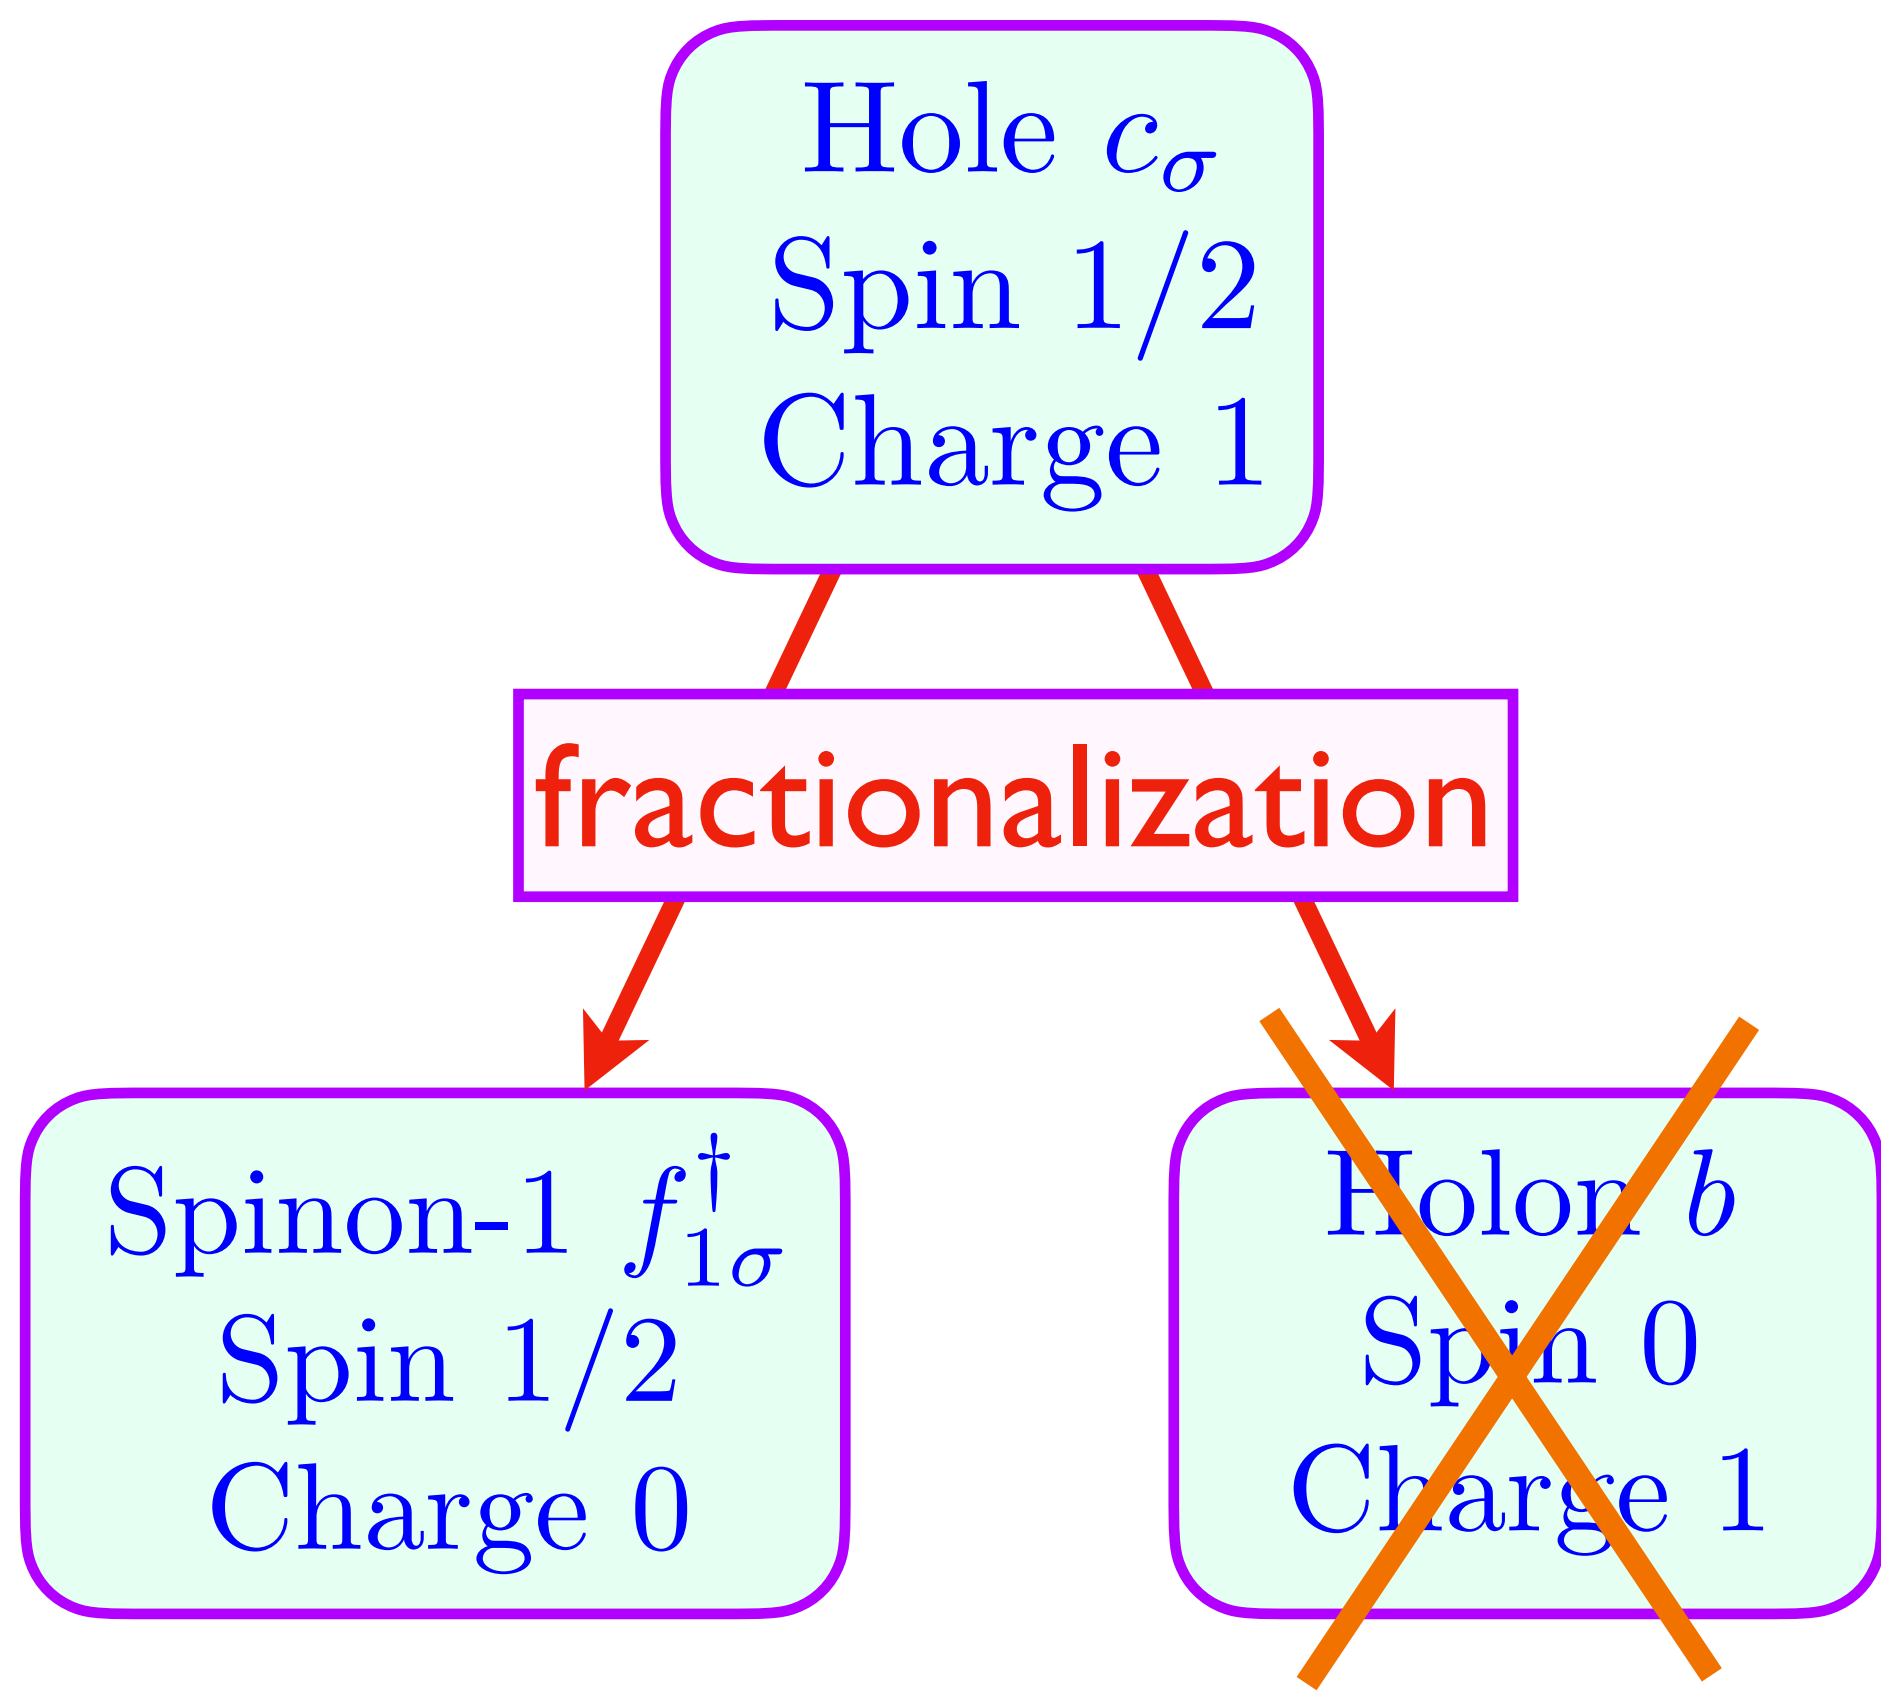 Hole c_σ
Spin 1/2
Charge 1
fractionalization
Spinon-1 f†_1σ
Spin 1/2
Charge 0
Holon b
Spin 0
Charge 1